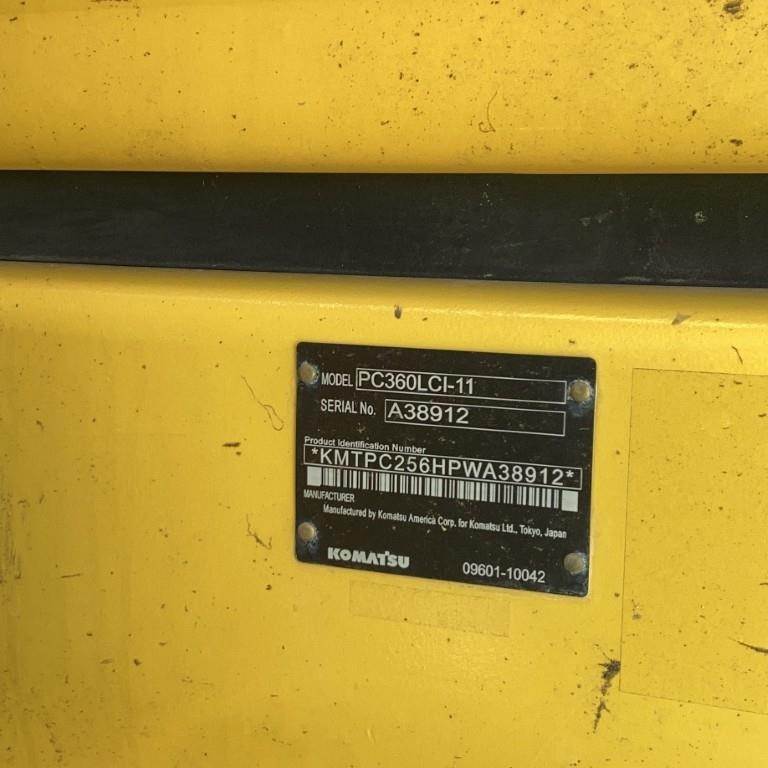 MODEL PC360LCI-11
SERIAL No. A38912
Product Identification Number
*KMTPC256HPWA38912*
MANUFACTURER
Manufactured by Komatsu America Corp. for Komatsu Ltd., Tokyo, Japan
KOMATSU 09601-10042